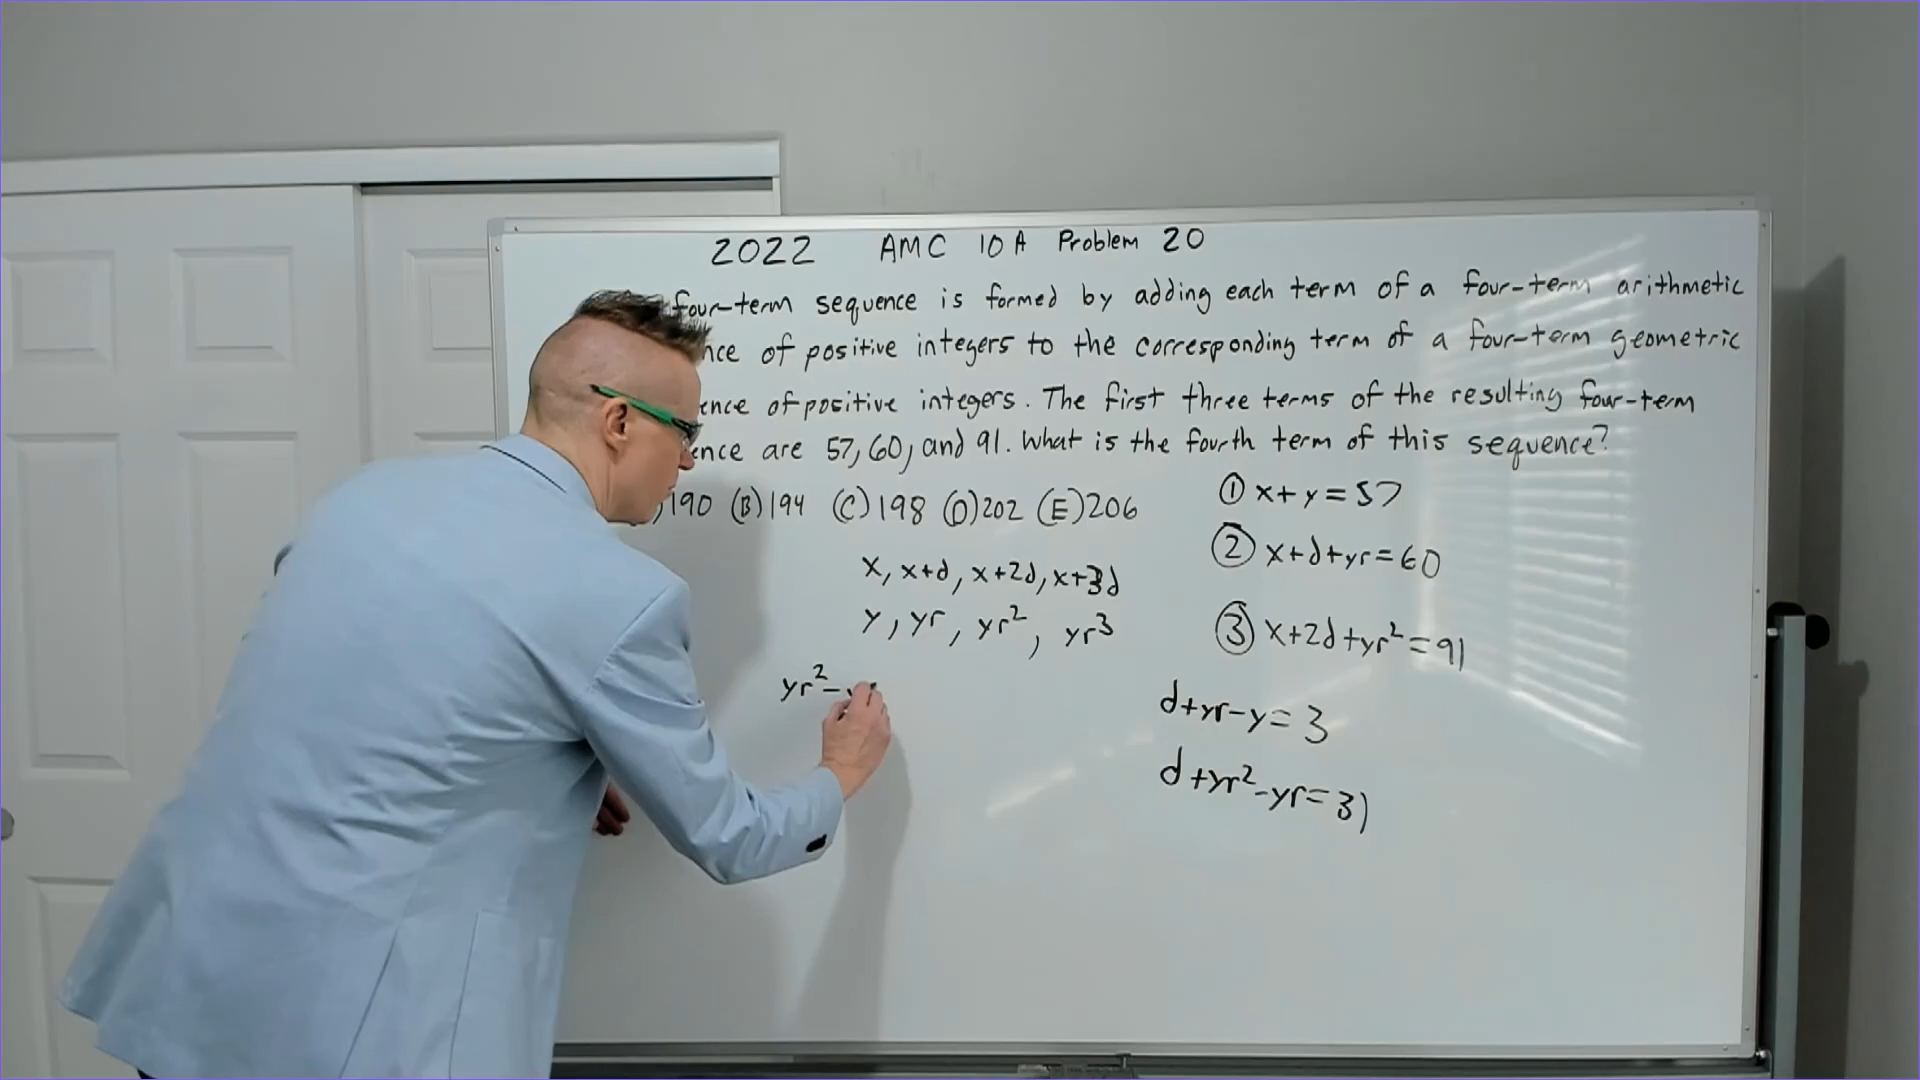 2022 AMC 10A Problem 20
four-term sequence is formed by adding each term of a four-term arithmetic
nce of positive integers to the corresponding term of a four-term geometric
ence of positive integers. The first three terms of the resulting four-term
ence are 57, 60, and 91. What is the fourth term of this sequence?
)190 (B)194 (C)198 (D)202 (E)206
① x+y=57
② x+d+yr=60
x, x+d, x+2d, x+3d
y, yr, yr², yr³
③ x+2d+yr²=91
yr²-
d+yr-y=3
d+yr²-yr=31